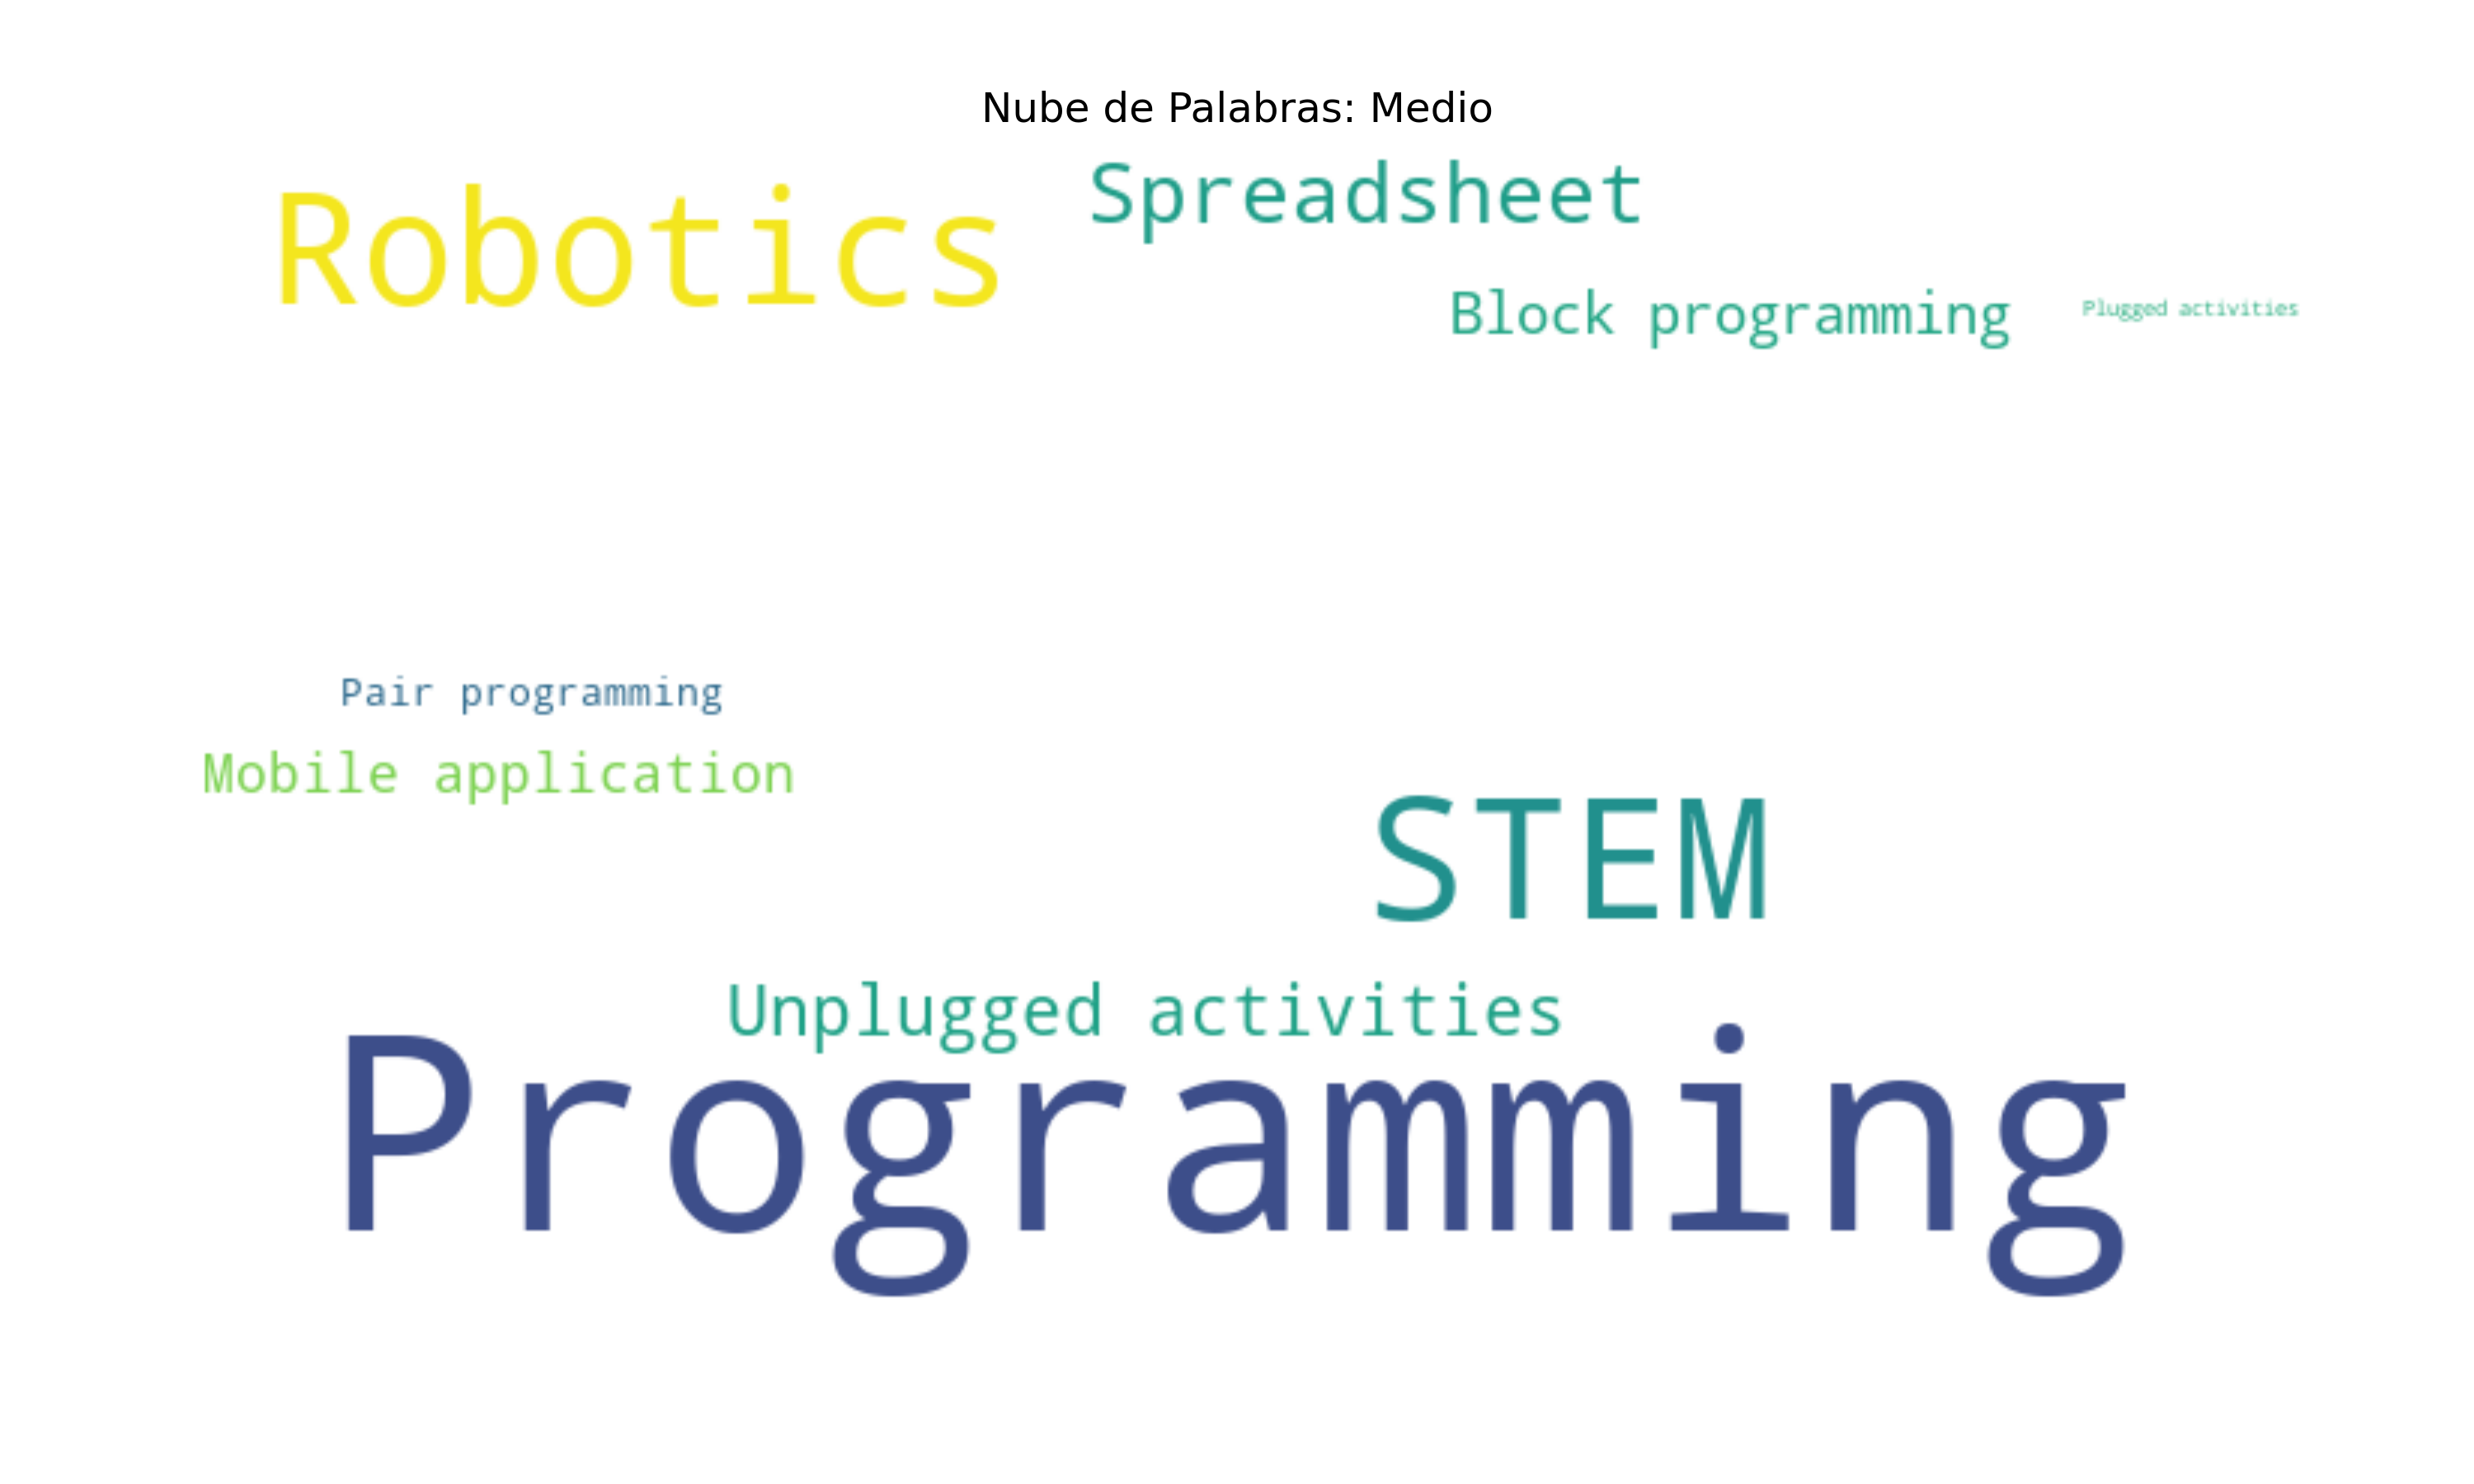 Nube de Palabras: Medio
Robotics
Spreadsheet
Block programming
Plugged activities
Pair programming
Mobile application
STEM
Unplugged activities
Programming